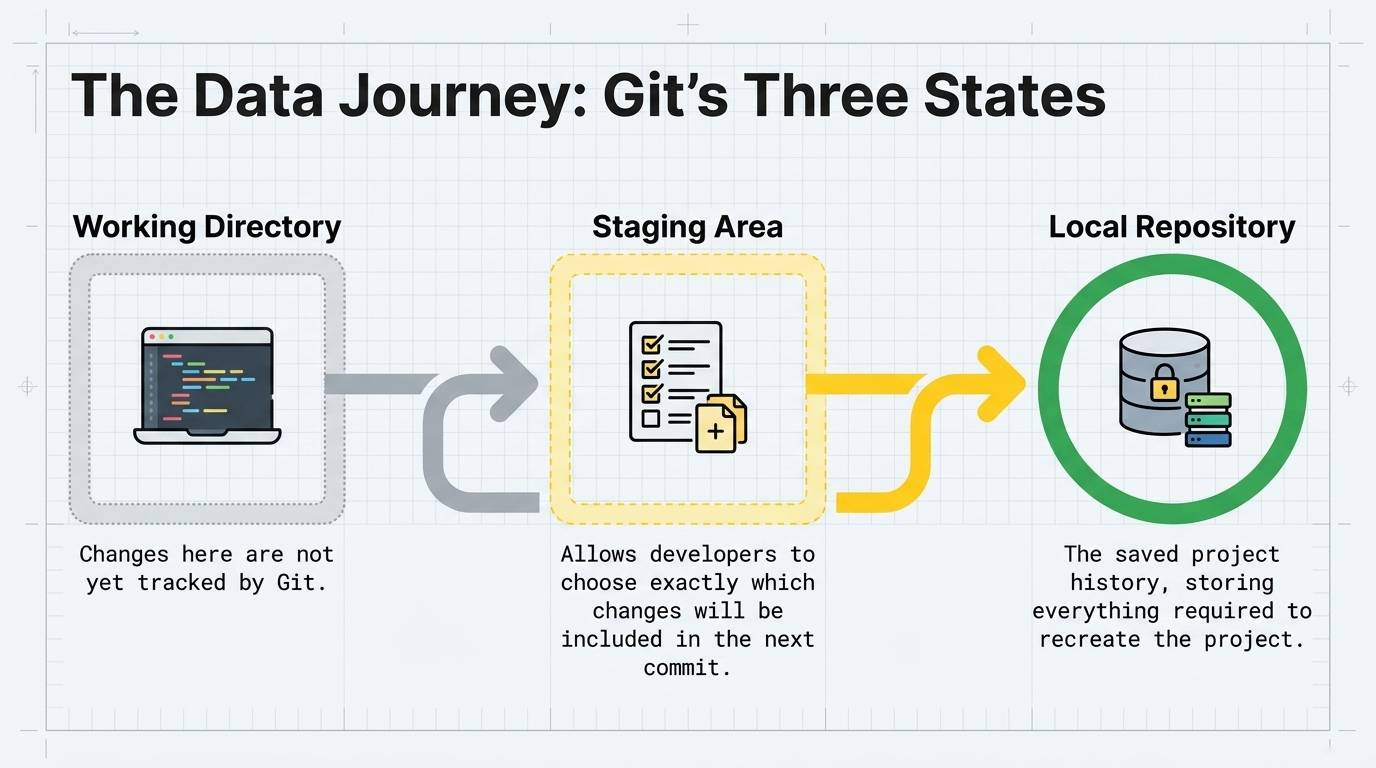 The Data Journey: Git’s Three States
Working Directory
Changes here are not
yet tracked by Git.
Staging Area
Allows developers to
choose exactly which
changes will be
included in the next
commit.
Local Repository
The saved project
history, storing
everything required to
recreate the project.